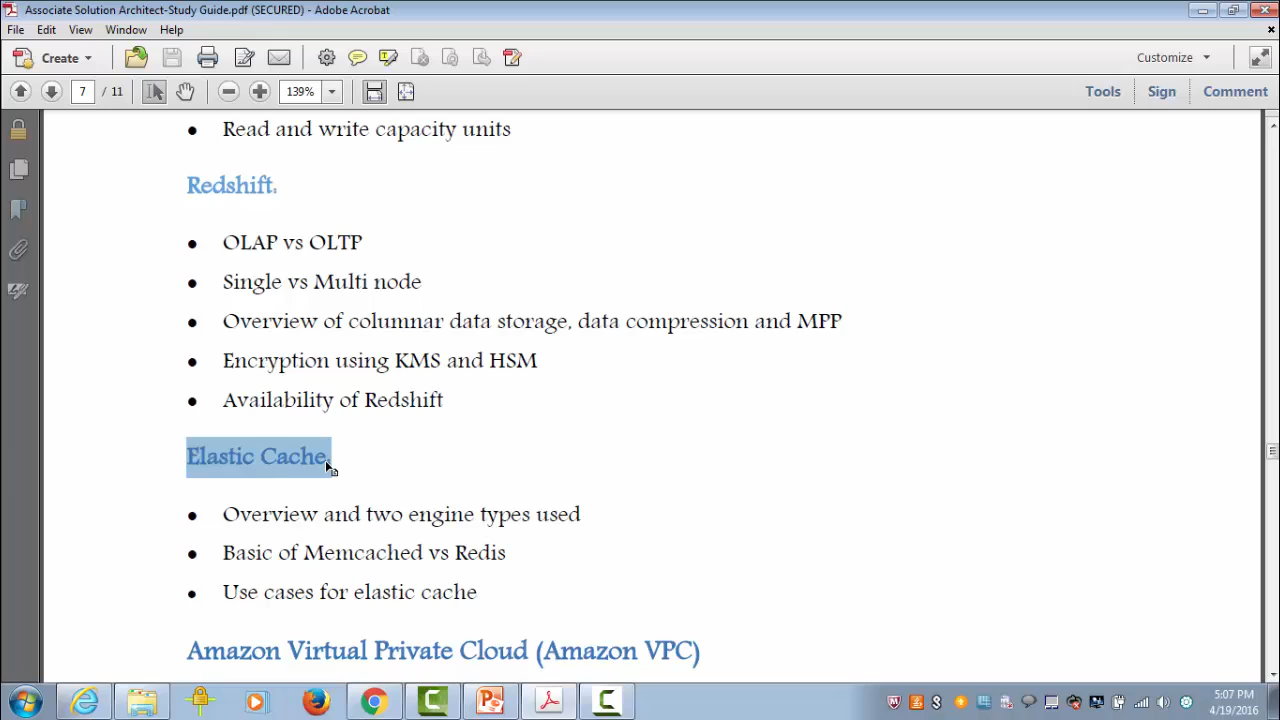 Associate Solution Architect-Study Guide.pdf (SECURED) - Adobe Acrobat
File Edit View Window Help
Create Customize
7 / 11 139% Tools Sign Comment
• Read and write capacity units
Redshift:
• OLAP vs OLTP
• Single vs Multi node
• Overview of columnar data storage, data compression and MPP
• Encryption using KMS and HSM
• Availability of Redshift
Elastic Cache:
• Overview and two engine types used
• Basic of Memcached vs Redis
• Use cases for elastic cache
Amazon Virtual Private Cloud (Amazon VPC)
5:07 PM
4/19/2016